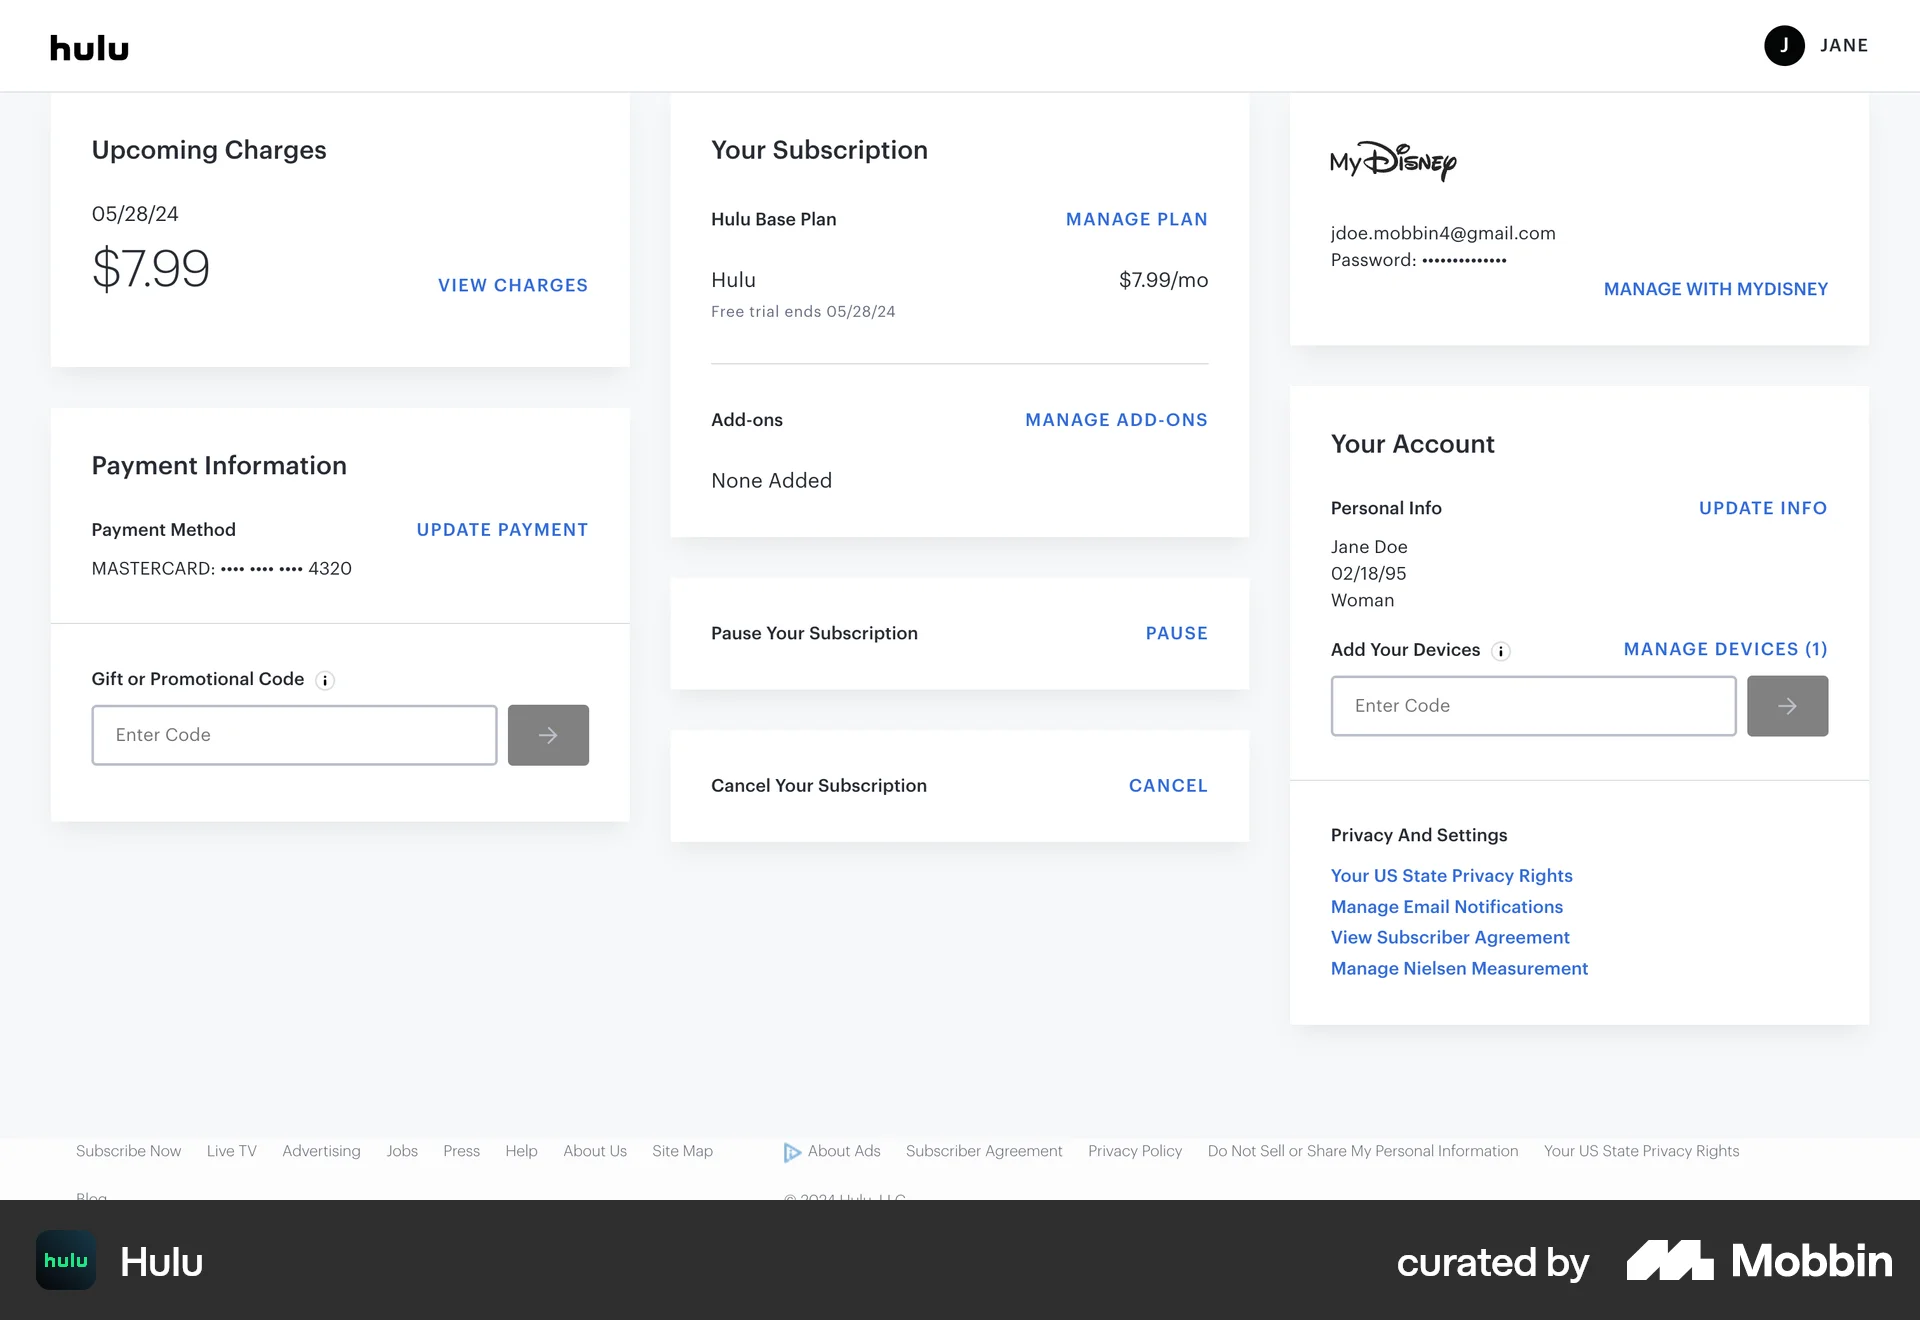 hulu
J JANE
Upcoming Charges
05/28/24
$7.99
VIEW CHARGES
Payment Information
Payment Method UPDATE PAYMENT
MASTERCARD: •••• •••• •••• 4320
Gift or Promotional Code i
Enter Code
Your Subscription
Hulu Base Plan MANAGE PLAN
Hulu $7.99/mo
Free trial ends 05/28/24
Add-ons MANAGE ADD-ONS
None Added
Pause Your Subscription PAUSE
Cancel Your Subscription CANCEL
My Disney
jdoe.mobbin4@gmail.com
Password: ••••••••••••••
MANAGE WITH MYDISNEY
Your Account
Personal Info UPDATE INFO
Jane Doe
02/18/95
Woman
Add Your Devices i MANAGE DEVICES (1)
Enter Code
Privacy And Settings
Your US State Privacy Rights
Manage Email Notifications
View Subscriber Agreement
Manage Nielsen Measurement
Subscribe Now Live TV Advertising Jobs Press Help About Us Site Map About Ads Subscriber Agreement Privacy Policy Do Not Sell or Share My Personal Information Your US State Privacy Rights
Blog © 2024 Hulu, LLC
hulu Hulu curated by Mobbin